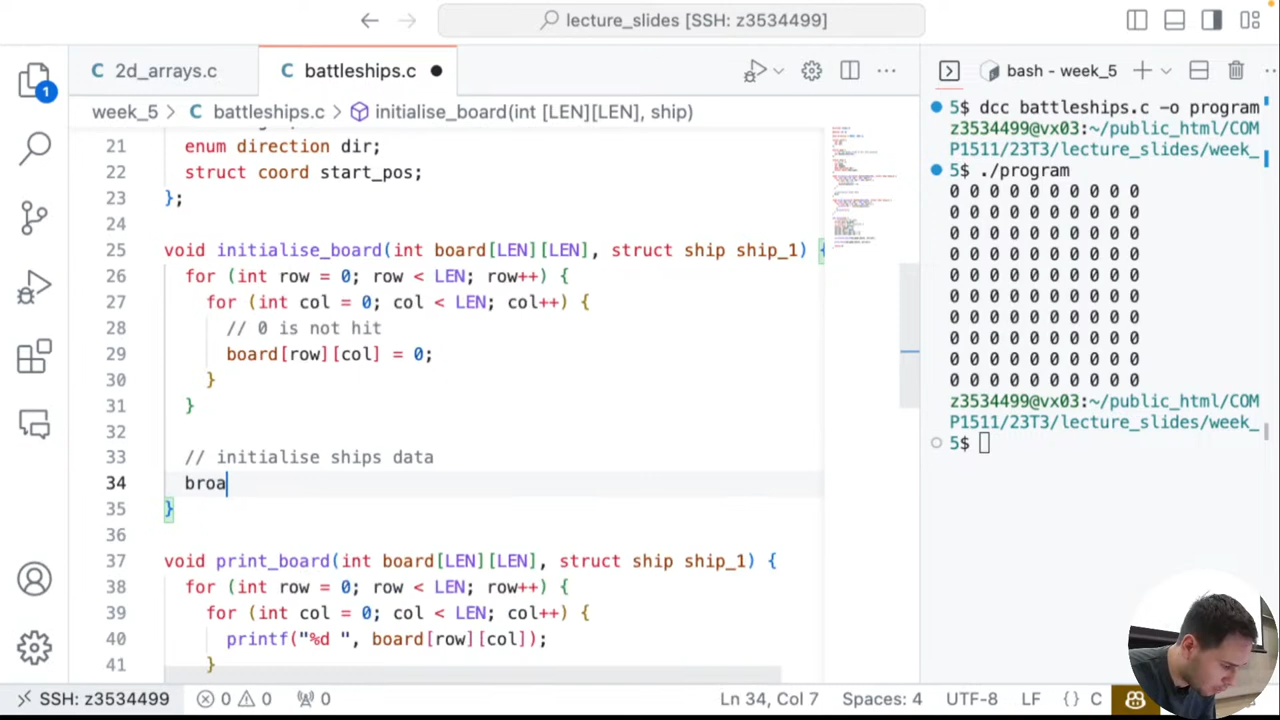 lecture_slides [SSH: z3534499]
2d_arrays.c
battleships.c
bash - week_5
week_5 > battleships.c > initialise_board(int [LEN][LEN], ship)
1
21 enum direction dir;
22 struct coord start_pos;
23 };
24
25 void initialise_board(int board[LEN][LEN], struct ship ship_1) {
26 for (int row = 0; row < LEN; row++) {
27 for (int col = 0; col < LEN; col++) {
28 // 0 is not hit
29 board[row][col] = 0;
30 }
31 }
32
33 // initialise ships data
34 broa
35 }
36
37 void print_board(int board[LEN][LEN], struct ship ship_1) {
38 for (int row = 0; row < LEN; row++) {
39 for (int col = 0; col < LEN; col++) {
40 printf("%d ", board[row][col]);
41 }
5$ dcc battleships.c -o program
z3534499@vx03:~/public_html/COM
P1511/23T3/lecture_slides/week_
5$ ./program
0 0 0 0 0 0 0 0 0 0
0 0 0 0 0 0 0 0 0 0
0 0 0 0 0 0 0 0 0 0
0 0 0 0 0 0 0 0 0 0
0 0 0 0 0 0 0 0 0 0
0 0 0 0 0 0 0 0 0 0
0 0 0 0 0 0 0 0 0 0
0 0 0 0 0 0 0 0 0 0
0 0 0 0 0 0 0 0 0 0
0 0 0 0 0 0 0 0 0 0
z3534499@vx03:~/public_html/COM
P1511/23T3/lecture_slides/week_
5$
SSH: z3534499
0
0
0
Ln 34, Col 7
Spaces: 4
UTF-8
LF
{} C